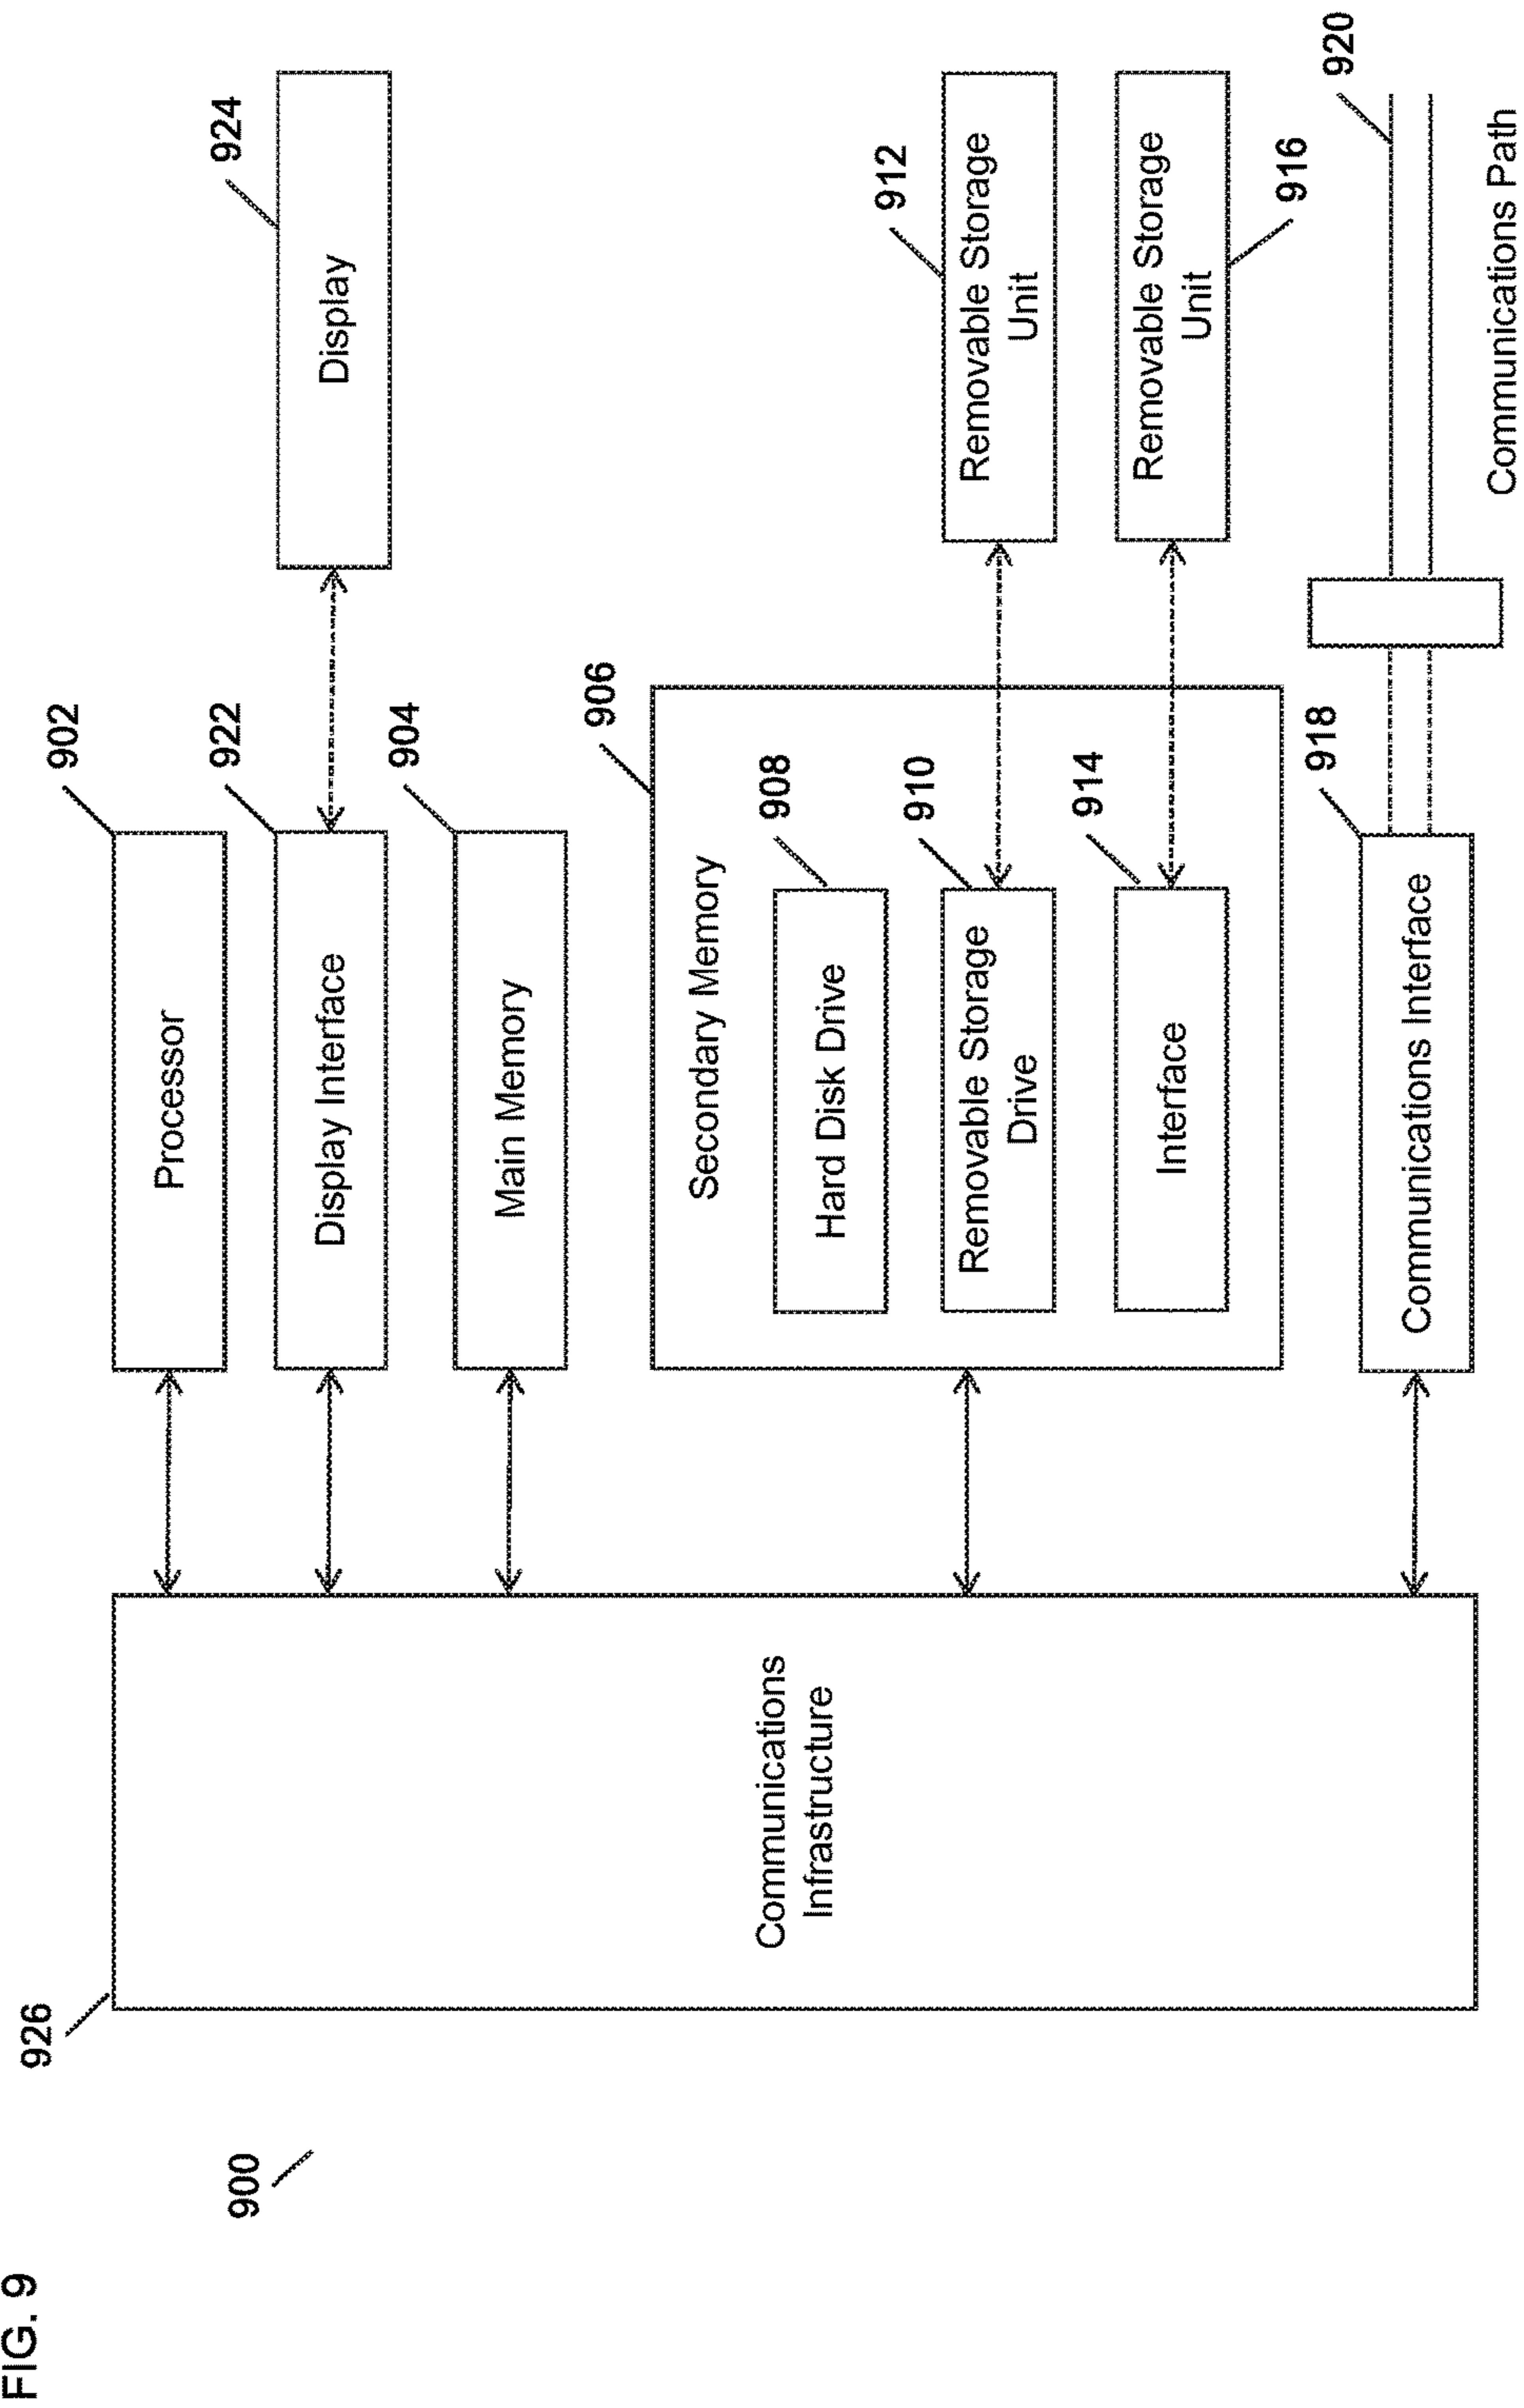 FIG. 9
900
926
Communications
Infrastructure
902
Processor
922
Display Interface
924
Display
904
Main Memory
906
Secondary Memory
908
Hard Disk Drive
910
Removable Storage
Drive
912
Removable Storage
Unit
914
Interface
916
Removable Storage
Unit
918
Communications Interface
920
Communications Path